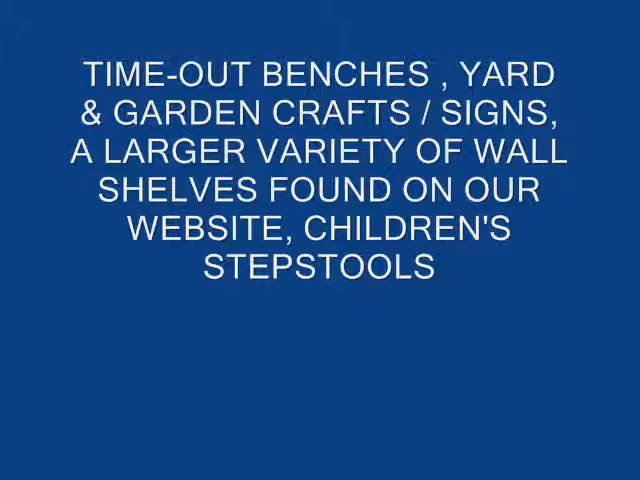 TIME-OUT BENCHES , YARD
& GARDEN CRAFTS / SIGNS,
A LARGER VARIETY OF WALL
SHELVES FOUND ON OUR
WEBSITE, CHILDREN'S
STEPSTOOLS